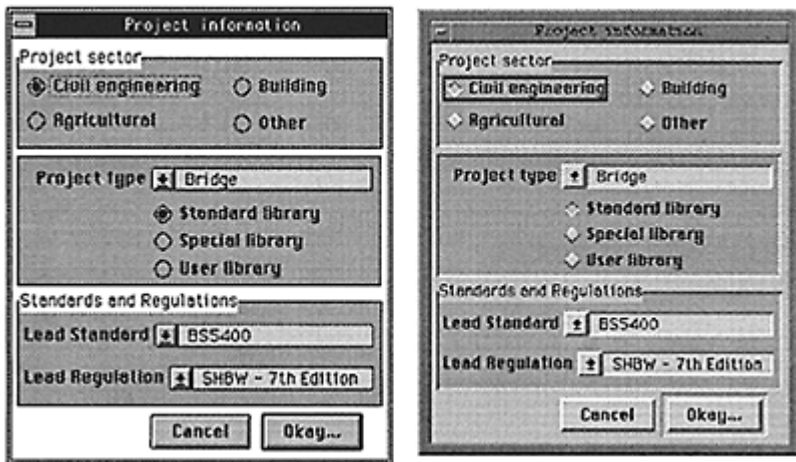 Project information
Project sector
Civil engineering
Building
Agricultural
Other
Project type
Bridge
Standard library
Special library
User library
Standards and Regulations
Lead Standard
BS5400
Lead Regulation
SHBW - 7th Edition
Cancel
Okay...
Project information
Project sector
Civil engineering
Building
Agricultural
Other
Project type
Bridge
Standard library
Special library
User library
Standards and Regulations
Lead Standard
BS5400
Lead Regulation
SHBW - 7th Edition
Cancel
Okay...